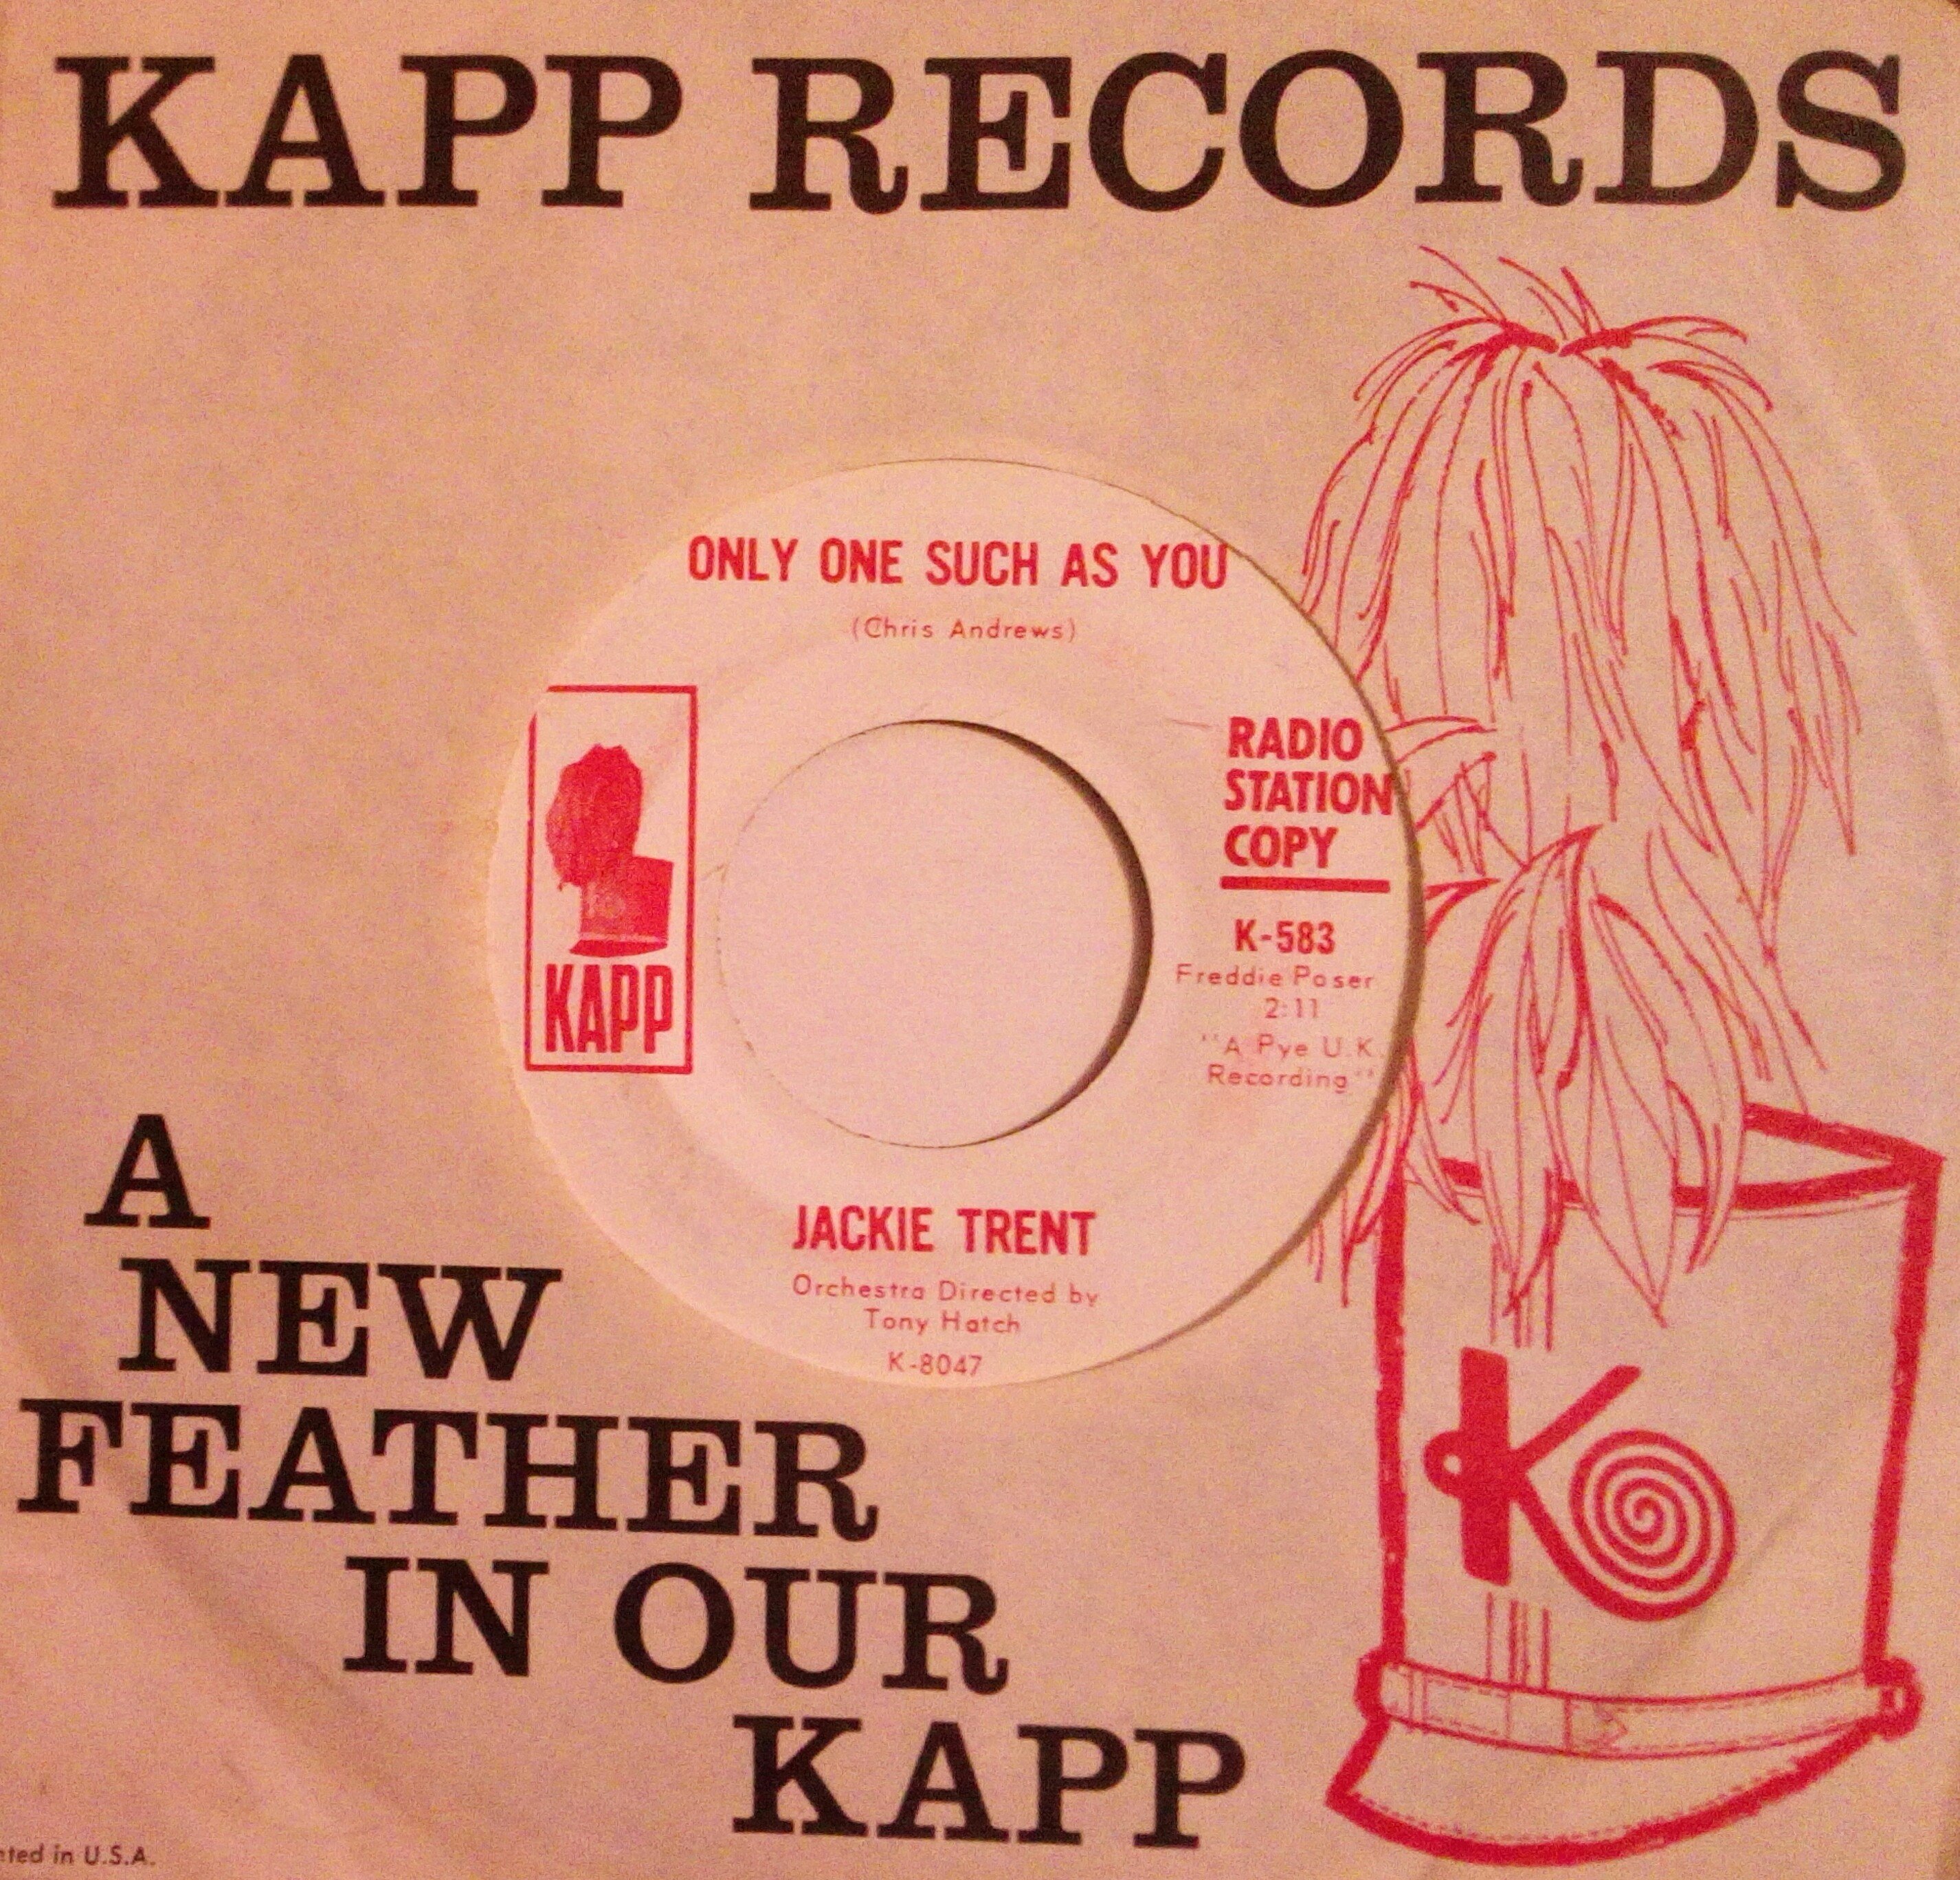 KAPP RECORDS
ONLY ONE SUCH AS YOU
(Chris Andrews)
KAPP
RADIO
STATION
COPY
K-583
Freddie Poser
2:11
"A Pye U.K.
Recording"
JACKIE TRENT
Orchestra Directed by
Tony Hatch
K-8047
A
NEW
FEATHER
IN OUR
KAPP
K
in U.S.A.